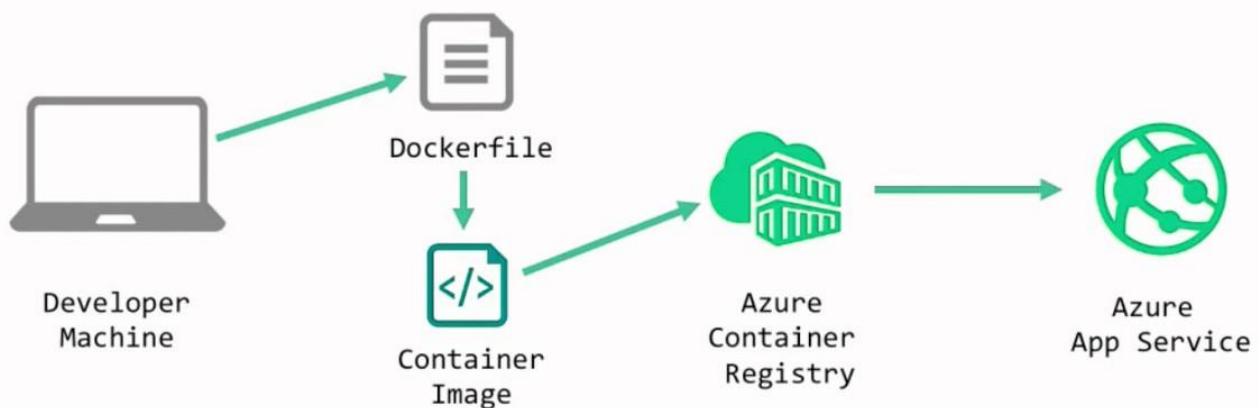 Developer
Machine
Dockerfile
</>
Container
Image
Azure
Container
Registry
Azure
App Service